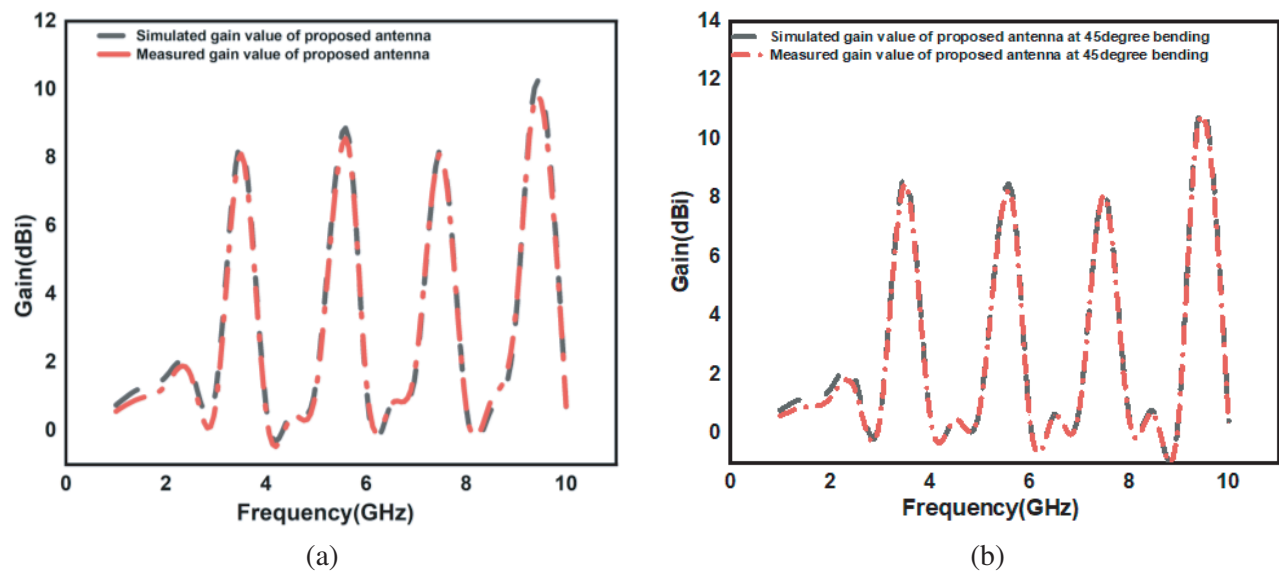 12
10
8
6
4
2
0
Gain(dBi)
Simulated gain value of proposed antenna
Measured gain value of proposed antenna
0 2 4 6 8 10
Frequency(GHz)
(a)
14
12
10
8
6
4
2
0
Gain(dBi)
Simulated gain value of proposed antenna at 45degree bending
Measured gain value of proposed antenna at 45degree bending
0 2 4 6 8 10
Frequency(GHz)
(b)